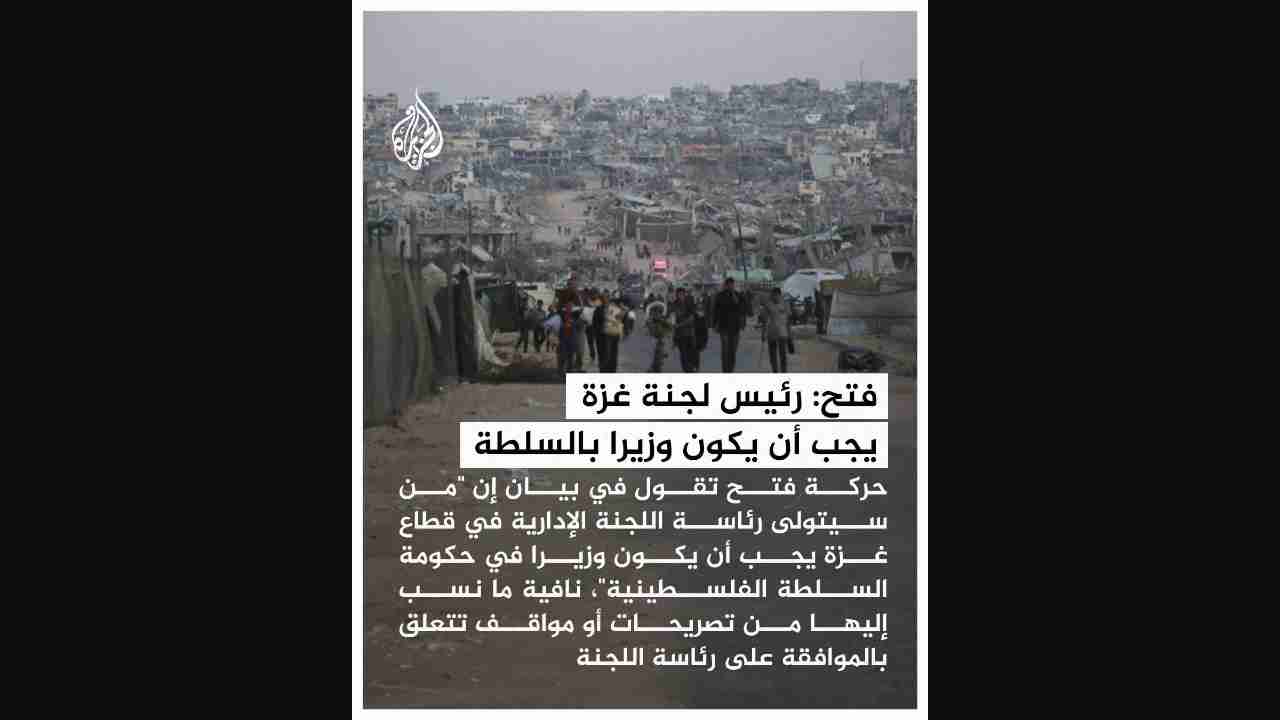 الجزيرة
فتح: رئيس لجنة غزة
يجب أن يكون وزيرا بالسلطة
حركة فتح تقول في بيان إن "من
سيتولى رئاسة اللجنة الإدارية في قطاع
غزة يجب أن يكون وزيرا في حكومة
السلطة الفلسطينية"، نافية ما نسب
إليها من تصريحات أو مواقف تتعلق
بالموافقة على رئاسة اللجنة